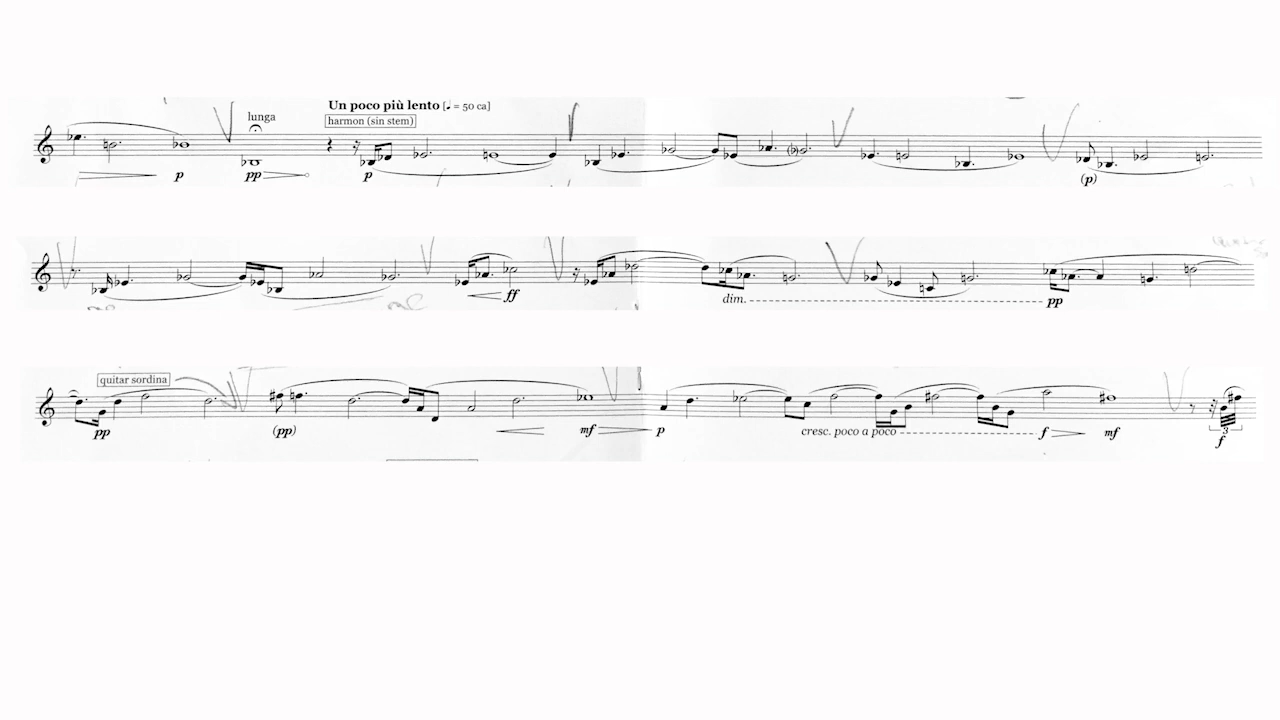 Un poco più lento [♩ = 50 ca]
lunga
harmon (sin stem)
p pp p (p)
ff
dim. pp
quitar sordina
pp (pp) mf p cresc. poco a poco f mf
3
f